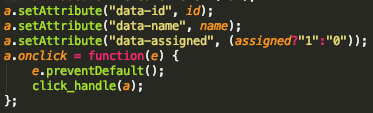 a.setAttribute("data-id", id);
a.setAttribute("data-name", name);
a.setAttribute("data-assigned", (assigned?"1":"0"));
a.onclick = function(e) {
    e.preventDefault();
    click_handle(a);
};